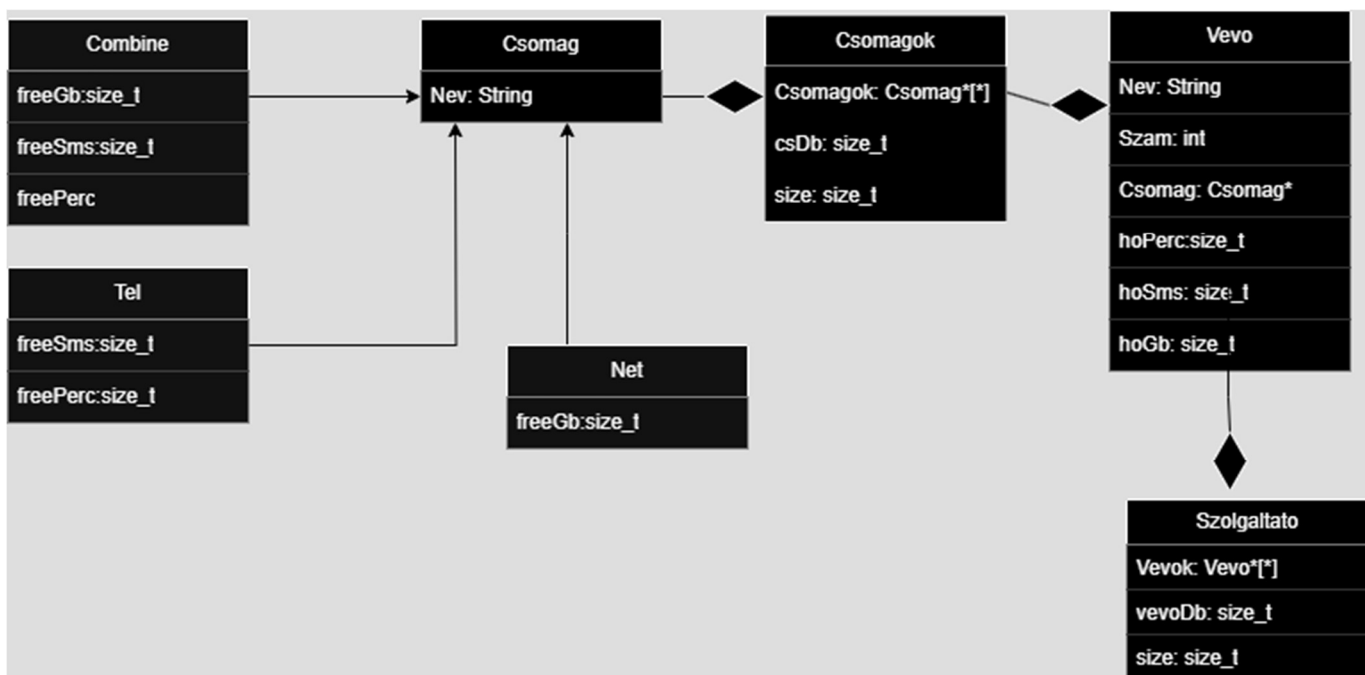 Combine
freeGb:size_t
freeSms:size_t
freePerc
Tel
freeSms:size_t
freePerc:size_t
Csomag
Nev: String
Net
freeGb:size_t
Csomagok
Csomagok: Csomag*[*]
csDb: size_t
size: size_t
Vevo
Nev: String
Szam: int
Csomag: Csomag*
hoPerc:size_t
hoSms: size_t
hoGb: size_t
Szolgaltato
Vevok: Vevo*[*]
vevoDb: size_t
size: size_t